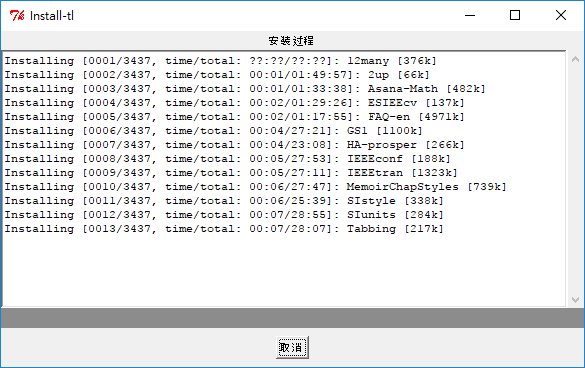 Install-tl
安装过程
Installing [0001/3437, time/total: ??:??/??:??]: 12many [376k]
Installing [0002/3437, time/total: 00:01/01:49:57]: 2up [66k]
Installing [0003/3437, time/total: 00:01/01:33:38]: Asana-Math [482k]
Installing [0004/3437, time/total: 00:02/01:29:26]: ESIEEcv [137k]
Installing [0005/3437, time/total: 00:02/01:17:55]: FAQ-en [4971k]
Installing [0006/3437, time/total: 00:04/27:21]: GS1 [1100k]
Installing [0007/3437, time/total: 00:04/23:08]: HA-prosper [266k]
Installing [0008/3437, time/total: 00:05/27:53]: IEEEconf [188k]
Installing [0009/3437, time/total: 00:05/27:11]: IEEEtran [1323k]
Installing [0010/3437, time/total: 00:06/27:47]: MemoirChapStyles [739k]
Installing [0011/3437, time/total: 00:06/25:39]: SIstyle [338k]
Installing [0012/3437, time/total: 00:07/28:55]: SIunits [284k]
Installing [0013/3437, time/total: 00:07/28:07]: Tabbing [217k]
取消